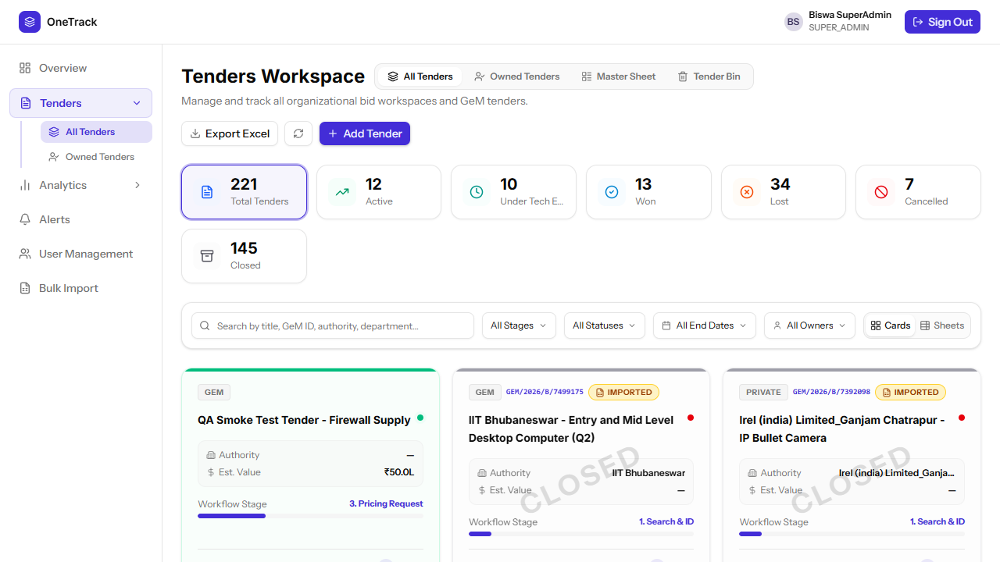 OneTrack
BS
Biswa SuperAdmin
SUPER_ADMIN
Sign Out
Overview
Tenders
All Tenders
Owned Tenders
Analytics
Alerts
User Management
Bulk Import
Tenders Workspace
All Tenders
Owned Tenders
Master Sheet
Tender Bin
Manage and track all organizational bid workspaces and GeM tenders.
Export Excel
Add Tender
221
Total Tenders
12
Active
10
Under Tech E...
13
Won
34
Lost
7
Cancelled
145
Closed
Search by title, GeM ID, authority, department...
All Stages
All Statuses
All End Dates
All Owners
Cards
Sheets
GEM
QA Smoke Test Tender - Firewall Supply
Authority —
Est. Value ₹50.0L
Workflow Stage 3. Pricing Request
GEM GEM/2026/B/7499175 IMPORTED
IIT Bhubaneswar - Entry and Mid Level
Desktop Computer (Q2)
Authority IIT Bhubaneswar
Est. Value —
CLOSED
Workflow Stage 1. Search & ID
PRIVATE GEM/2026/B/7392098 IMPORTED
Irel (india) Limited_Ganjam Chatrapur -
IP Bullet Camera
Authority Irel (india) Limited_Ganja...
Est. Value —
CLOSED
Workflow Stage 1. Search & ID